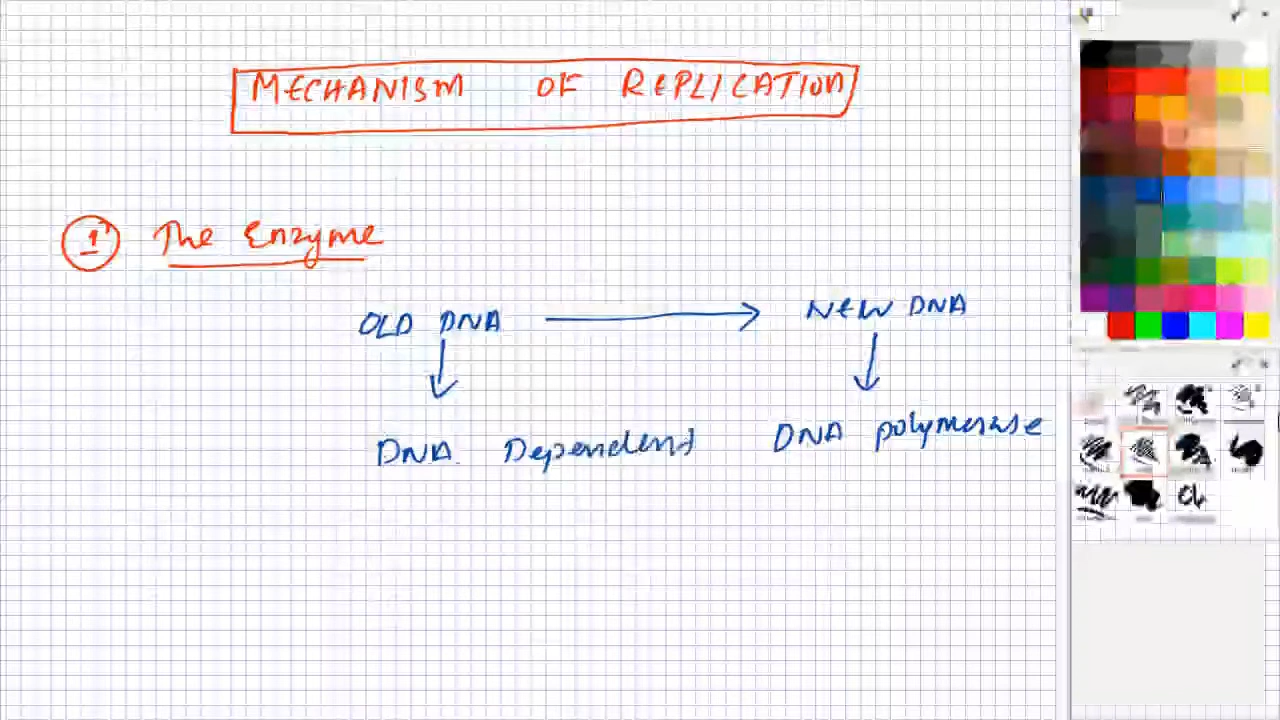 MECHANISM OF REPLICATION
1 The Enzyme
OLD DNA → NEW DNA
↓ ↓
DNA Dependent DNA polymerase